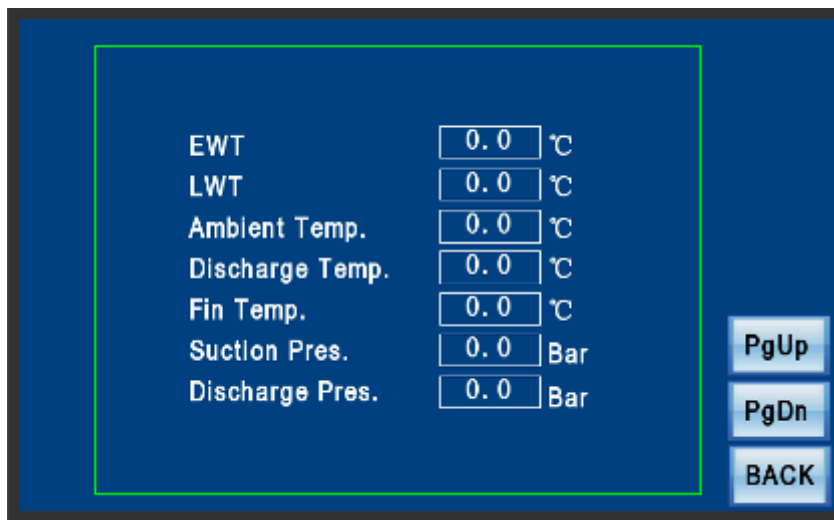 EWT 0.0 ℃
LWT 0.0 ℃
Ambient Temp. 0.0 ℃
Discharge Temp. 0.0 ℃
Fin Temp. 0.0 ℃
Suction Pres. 0.0 Bar
Discharge Pres. 0.0 Bar
PgUp
PgDn
BACK